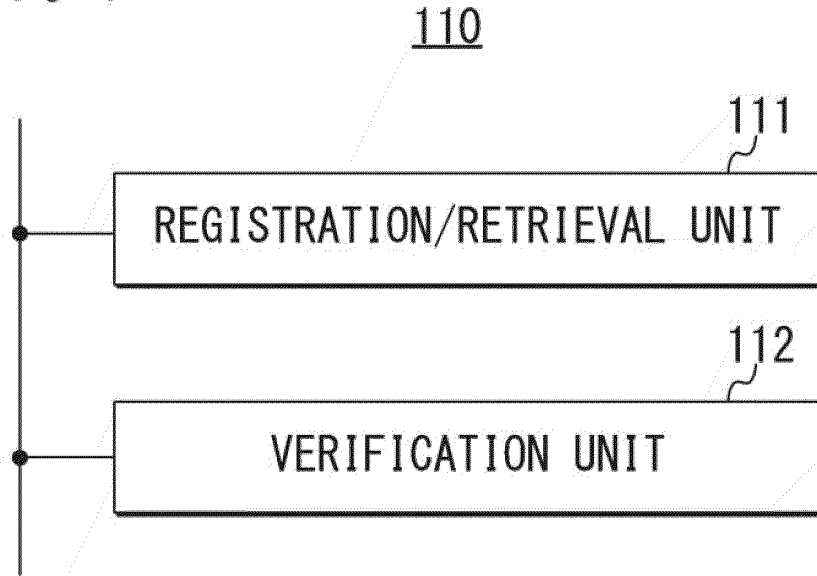 110
111
REGISTRATION/RETRIEVAL UNIT
112
VERIFICATION UNIT